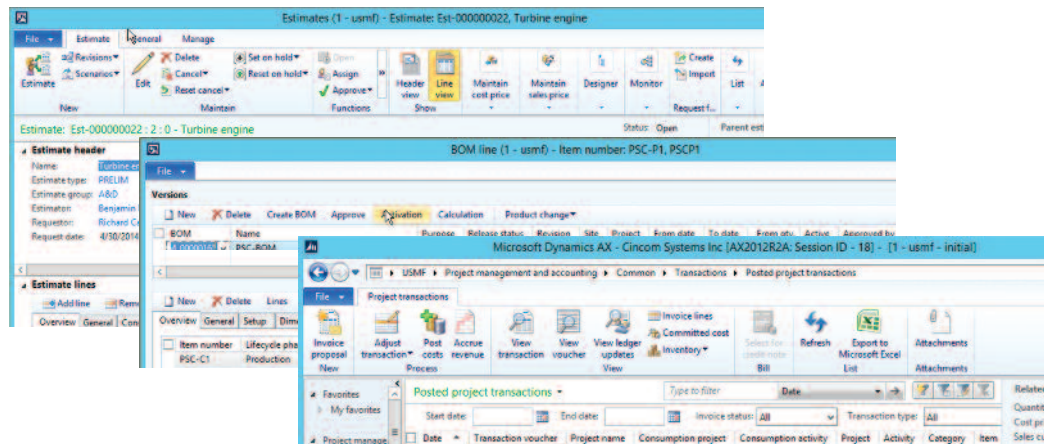 Estimates (1 - usmf) - Estimate: Est-000000022, Turbine engine
File Estimate General Manage
Estimate Revisions Scenarios Edit Delete Cancel Reset cancel Set on hold Reset on hold Open Assign Approve Header view Line view Maintain cost price Maintain sales price Designer Monitor Create Import List
New Maintain Functions Show Request f...
Estimate: Est-000000022 : 2 : 0 - Turbine engine Status: Open Parent est
Estimate header
Name: Turbine en
Estimate type: PRELIM
Estimate group: A&D
Estimator: Benjamin
Requestor: Richard Ca
Request date: 4/30/2014
Estimate lines
Add line Remo
Overview General Con
BOM line (1 - usmf) - Item number: PSC-P1, PSCP1
File
Versions
New Delete Create BOM Approve Activation Calculation Product change
BOM Name Purpose Release status Revision Site Project From date To date From qty. Active Approved by
PSC-BOM
New Delete Lines
Overview General Setup Dime
Item number Lifecycle pha
PSC-C1 Production
Microsoft Dynamics AX - Cincom Systems Inc [AX2012R2A: Session ID - 18] - [1 - usmf - initial]
USMF Project management and accounting Common Transactions Posted project transactions
File Project transactions
Invoice proposal Adjust transaction Post costs Accrue revenue View transaction View voucher View ledger updates Invoice lines Committed cost Inventory Select for credit note Refresh Export to Microsoft Excel Attachments
New Process View Bill List Attachments
Favorites
My favorites
Project manage
Posted project transactions Type to filter Date
Start date: End date: Invoice status: All Transaction type: All
Date Transaction voucher Project name Consumption project Consumption activity Project Activity Category Item
Related
Quantit
Cost pr
Sales cu